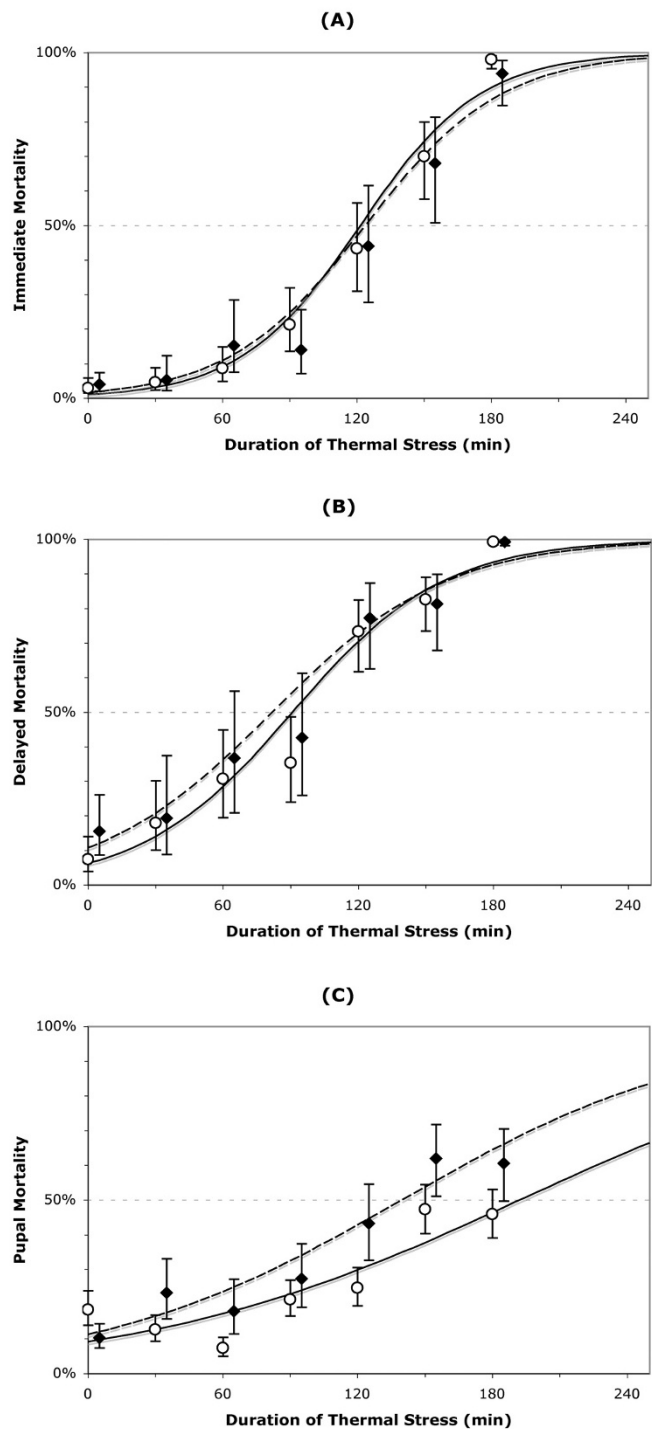 (A)
100%
50%
0%
Immediate Mortality
0 60 120 180 240
Duration of Thermal Stress (min)
(B)
100%
50%
0%
Delayed Mortality
0 60 120 180 240
Duration of Thermal Stress (min)
(C)
100%
50%
0%
Pupal Mortality
0 60 120 180 240
Duration of Thermal Stress (min)